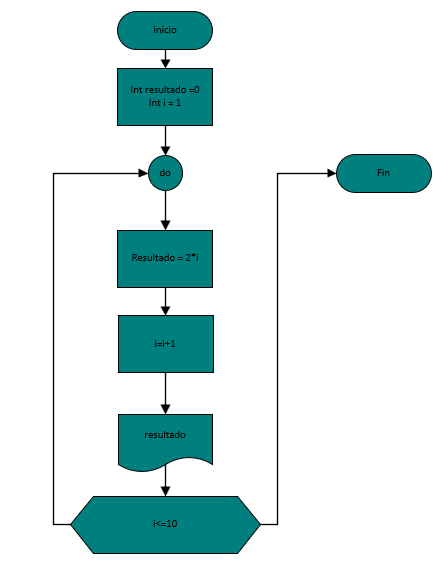 inicio
Int resultado =0
Int i = 1
do
Fin
Resultado = 2*i
i=i+1
resultado
i<=10